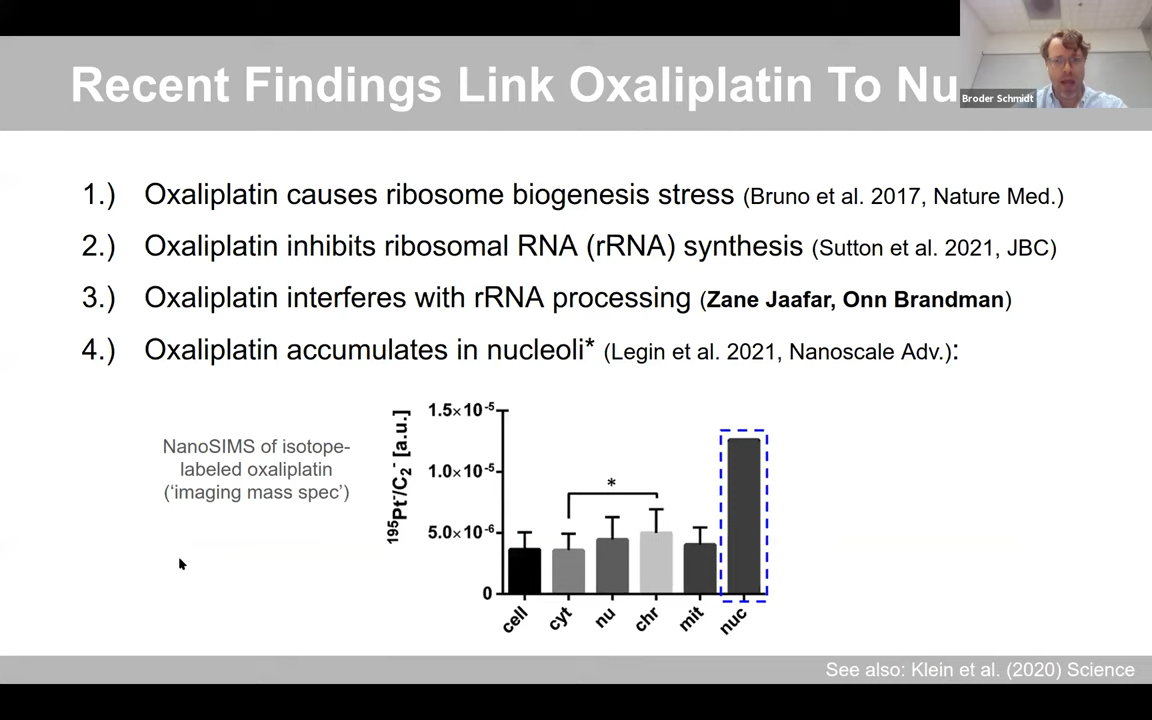 Recent Findings Link Oxaliplatin To Nu
Broder Schmidt
1.) Oxaliplatin causes ribosome biogenesis stress (Bruno et al. 2017, Nature Med.)
2.) Oxaliplatin inhibits ribosomal RNA (rRNA) synthesis (Sutton et al. 2021, JBC)
3.) Oxaliplatin interferes with rRNA processing (Zane Jaafar, Onn Brandman)
4.) Oxaliplatin accumulates in nucleoli* (Legin et al. 2021, Nanoscale Adv.):
NanoSIMS of isotope-
labeled oxaliplatin
(‘imaging mass spec’)
¹⁹⁵Pt⁻/C₂⁻ [a.u.]
1.5×10⁻⁵
1.0×10⁻⁵
5.0×10⁻⁶
0
*
cell cyt nu chr mit nuc
See also: Klein et al. (2020) Science